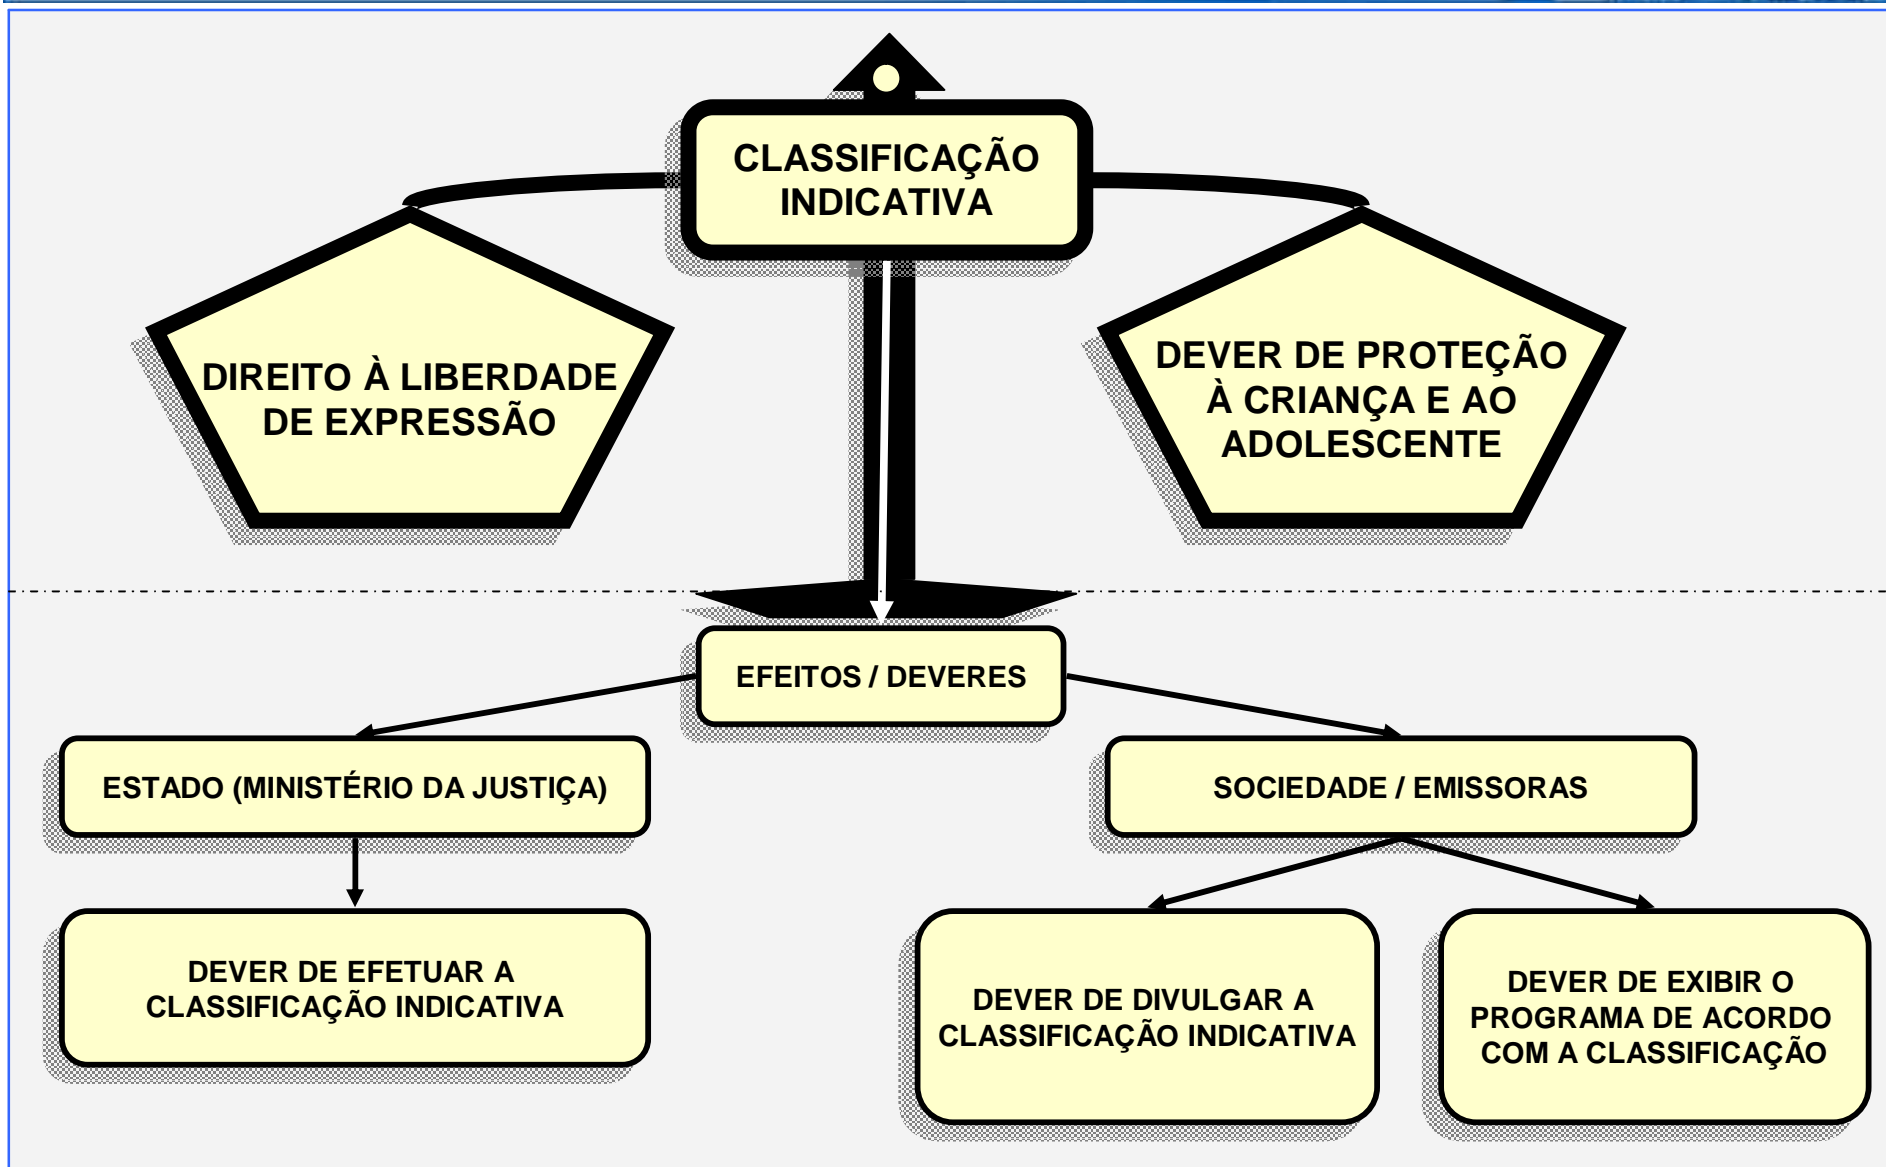 CLASSIFICAÇÃO
INDICATIVA
DIREITO À LIBERDADE
DE EXPRESSÃO
DEVER DE PROTEÇÃO
À CRIANÇA E AO
ADOLESCENTE
EFEITOS / DEVERES
ESTADO (MINISTÉRIO DA JUSTIÇA)
SOCIEDADE / EMISSORAS
DEVER DE EFETUAR A
CLASSIFICAÇÃO INDICATIVA
DEVER DE DIVULGAR A
CLASSIFICAÇÃO INDICATIVA
DEVER DE EXIBIR O
PROGRAMA DE ACORDO
COM A CLASSIFICAÇÃO